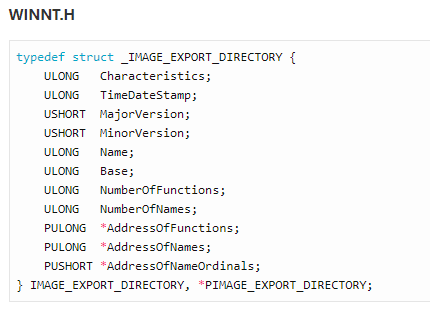 WINNT.H
typedef struct _IMAGE_EXPORT_DIRECTORY {
    ULONG   Characteristics;
    ULONG   TimeDateStamp;
    USHORT  MajorVersion;
    USHORT  MinorVersion;
    ULONG   Name;
    ULONG   Base;
    ULONG   NumberOfFunctions;
    ULONG   NumberOfNames;
    PULONG  *AddressOfFunctions;
    PULONG  *AddressOfNames;
    PUSHORT *AddressOfNameOrdinals;
} IMAGE_EXPORT_DIRECTORY, *PIMAGE_EXPORT_DIRECTORY;